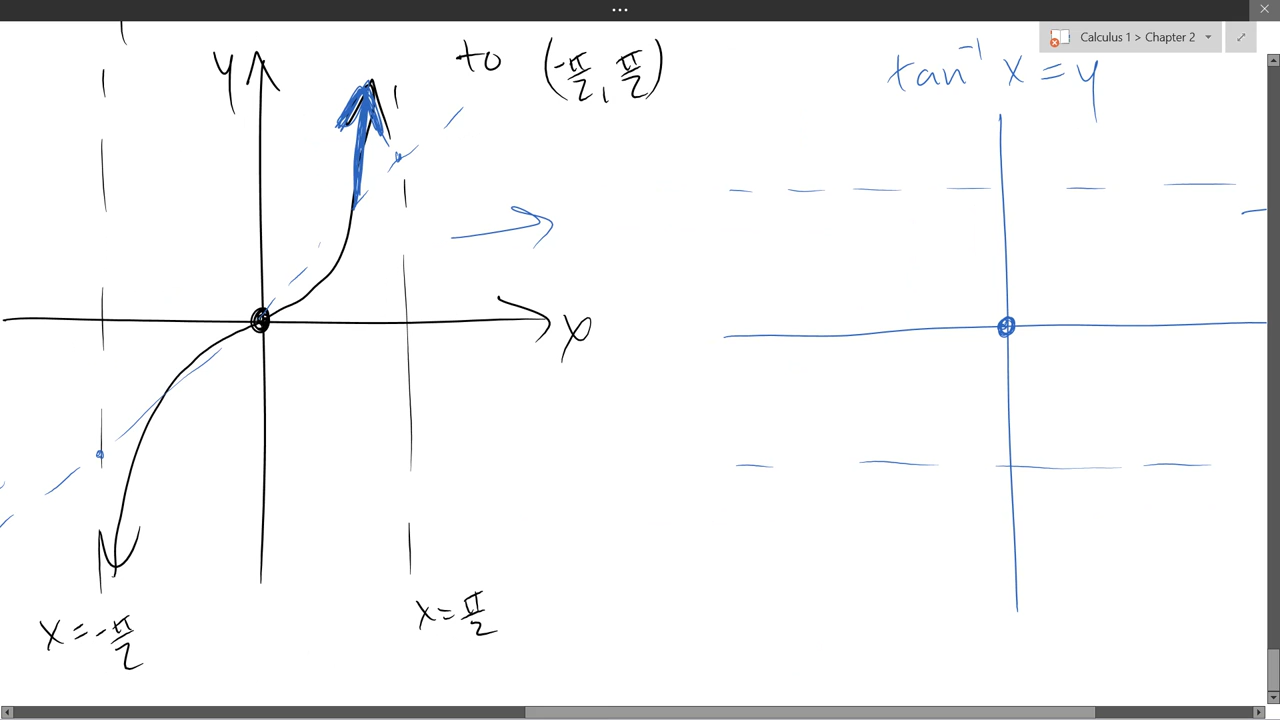 Calculus 1 > Chapter 2
y
to (-π/2, π/2)
tan⁻¹ x = y
x
x = -π/2
x = π/2